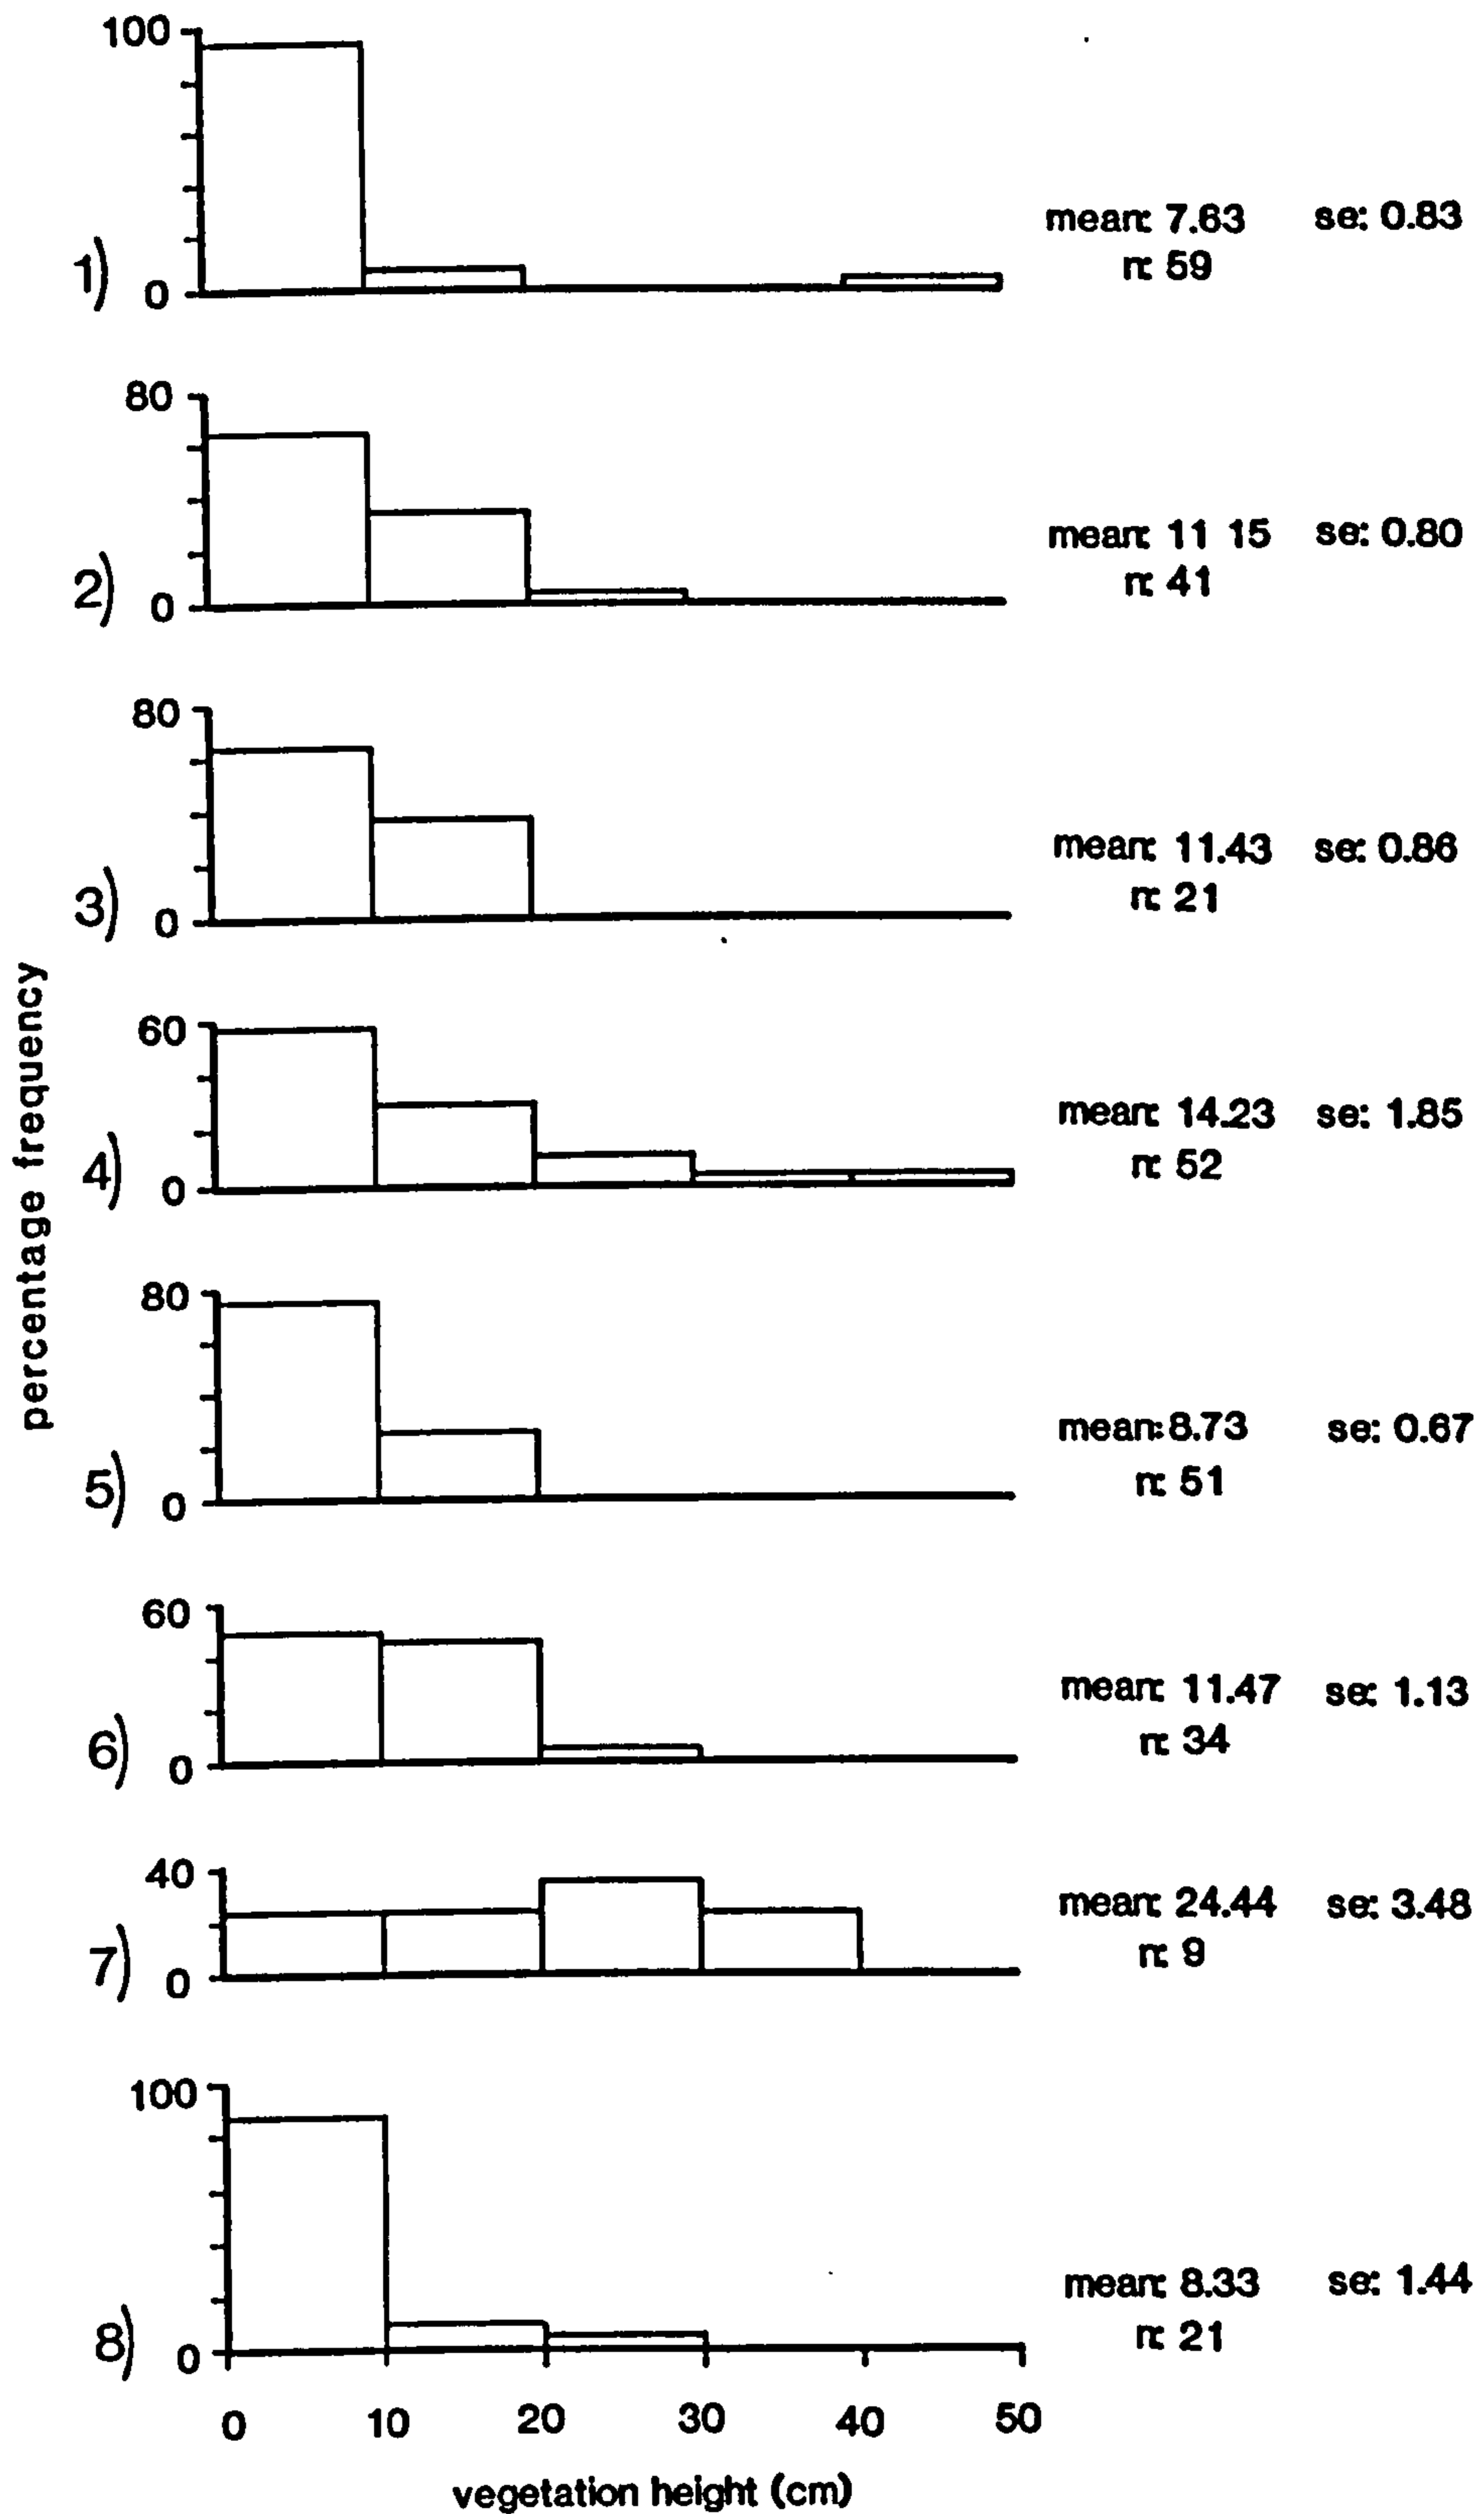 100
mean: 7.63 se: 0.83
n: 59
1)
0
80
mean: 11 15 se: 0.80
n: 41
2)
0
80
mean: 11.43 se: 0.86
n: 21
3)
0
percentage frequency
60
mean: 14.23 se: 1.85
n: 52
4)
0
80
mean: 8.73 se: 0.67
n: 51
5)
0
60
mean: 11.47 se: 1.13
n: 34
6)
0
40
mean: 24.44 se: 3.48
n: 9
7)
0
100
mean: 8.33 se: 1.44
n: 21
8)
0
0 10 20 30 40 50
vegetation height (cm)